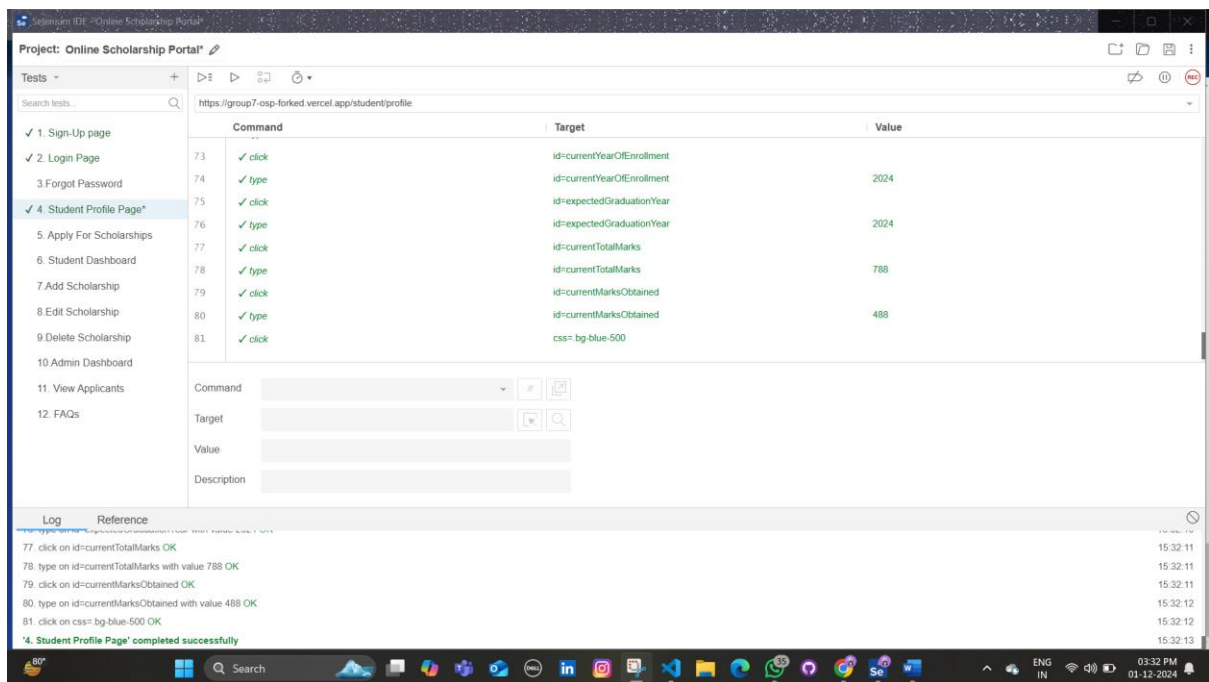 Selenium IDE - Online Scholarship Portal*
Project: Online Scholarship Portal*
Tests
Search tests...
https://group7-osp-forked.vercel.app/student/profile
REC
✓ 1. Sign-Up page
✓ 2. Login Page
3.Forgot Password
✓ 4. Student Profile Page*
5. Apply For Scholarships
6. Student Dashboard
7.Add Scholarship
8.Edit Scholarship
9.Delete Scholarship
10.Admin Dashboard
11. View Applicants
12. FAQs
Command Target Value
73 ✓ click id=currentYearOfEnrollment
74 ✓ type id=currentYearOfEnrollment 2024
75 ✓ click id=expectedGraduationYear
76 ✓ type id=expectedGraduationYear 2024
77 ✓ click id=currentTotalMarks
78 ✓ type id=currentTotalMarks 788
79 ✓ click id=currentMarksObtained
80 ✓ type id=currentMarksObtained 488
81 ✓ click css=.bg-blue-500
Command //
Target
Value
Description
Log Reference
77. click on id=currentTotalMarks OK 15:32:11
78. type on id=currentTotalMarks with value 788 OK 15:32:11
79. click on id=currentMarksObtained OK 15:32:11
80. type on id=currentMarksObtained with value 488 OK 15:32:12
81. click on css=.bg-blue-500 OK 15:32:12
'4. Student Profile Page' completed successfully 15:32:13
80°
Search
DELL
in
35
Se
ENG
IN
03:32 PM
01-12-2024